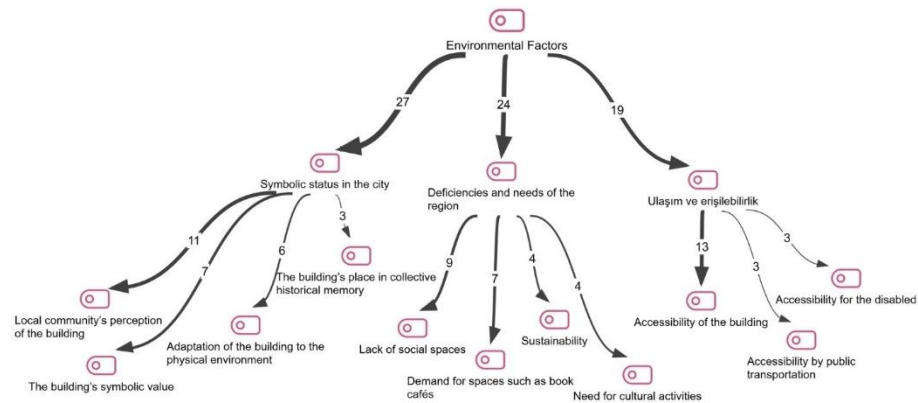 Environmental Factors
27
24
19
Symbolic status in the city
Deficiencies and needs of the
region
Ulaşım ve erişilebilirlik
11
7
6
3
9
7
4
4
13
3
3
The building's place in collective
historical memory
Local community's perception
of the building
Adaptation of the building to the
physical environment
The building's symbolic value
Lack of social spaces
Sustainability
Demand for spaces such as book
cafés
Need for cultural activities
Accessibility of the building
Accessibility for the disabled
Accessibility by public
transportation